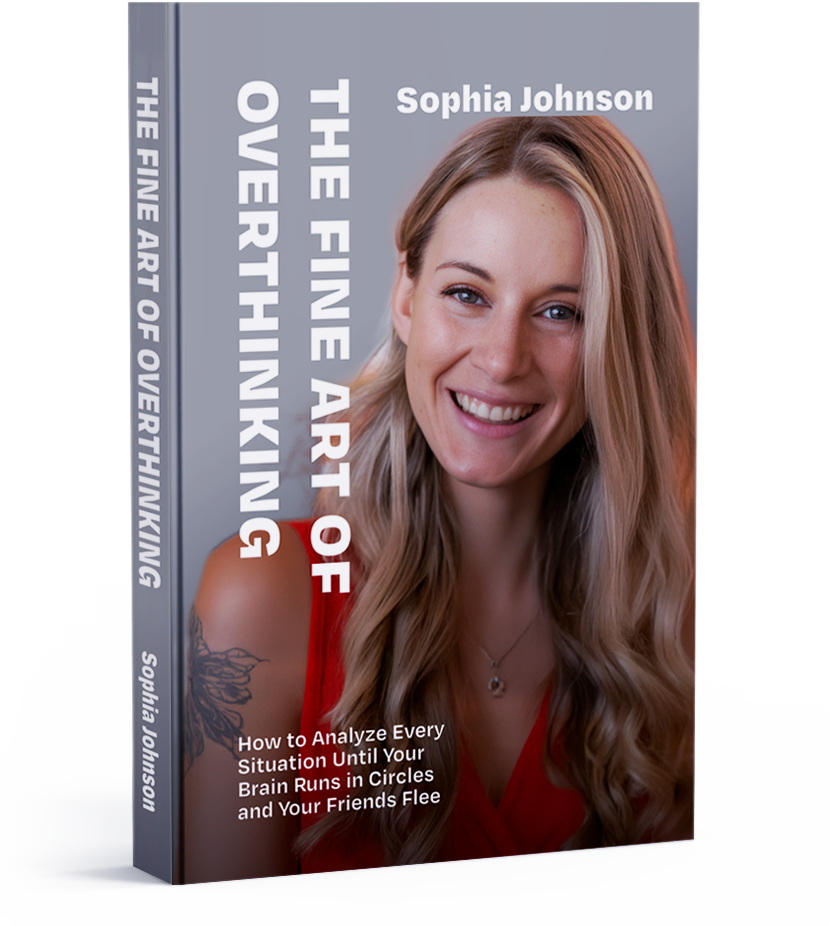 THE FINE ART OF OVERTHINKING
Sophia Johnson
Sophia Johnson
THE FINE ART OF
OVERTHINKING
How to Analyze Every
Situation Until Your
Brain Runs in Circles
and Your Friends Flee